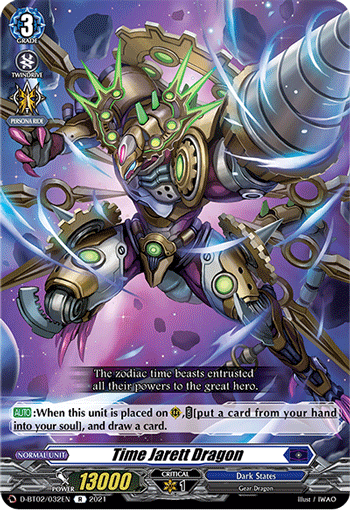 3
GRADE
TWINDRIVE
PERSONA RIDE
The zodiac time beasts entrusted
all their powers to the great hero.
AUTO:When this unit is placed on , [put a card from your hand
into your soul], and draw a card.
NORMAL UNIT
Time Jarett Dragon
POWER 13000
CRITICAL
1
Dark States
Gear Dragon
D-BT02/032EN R 2021
Illust / IWAO